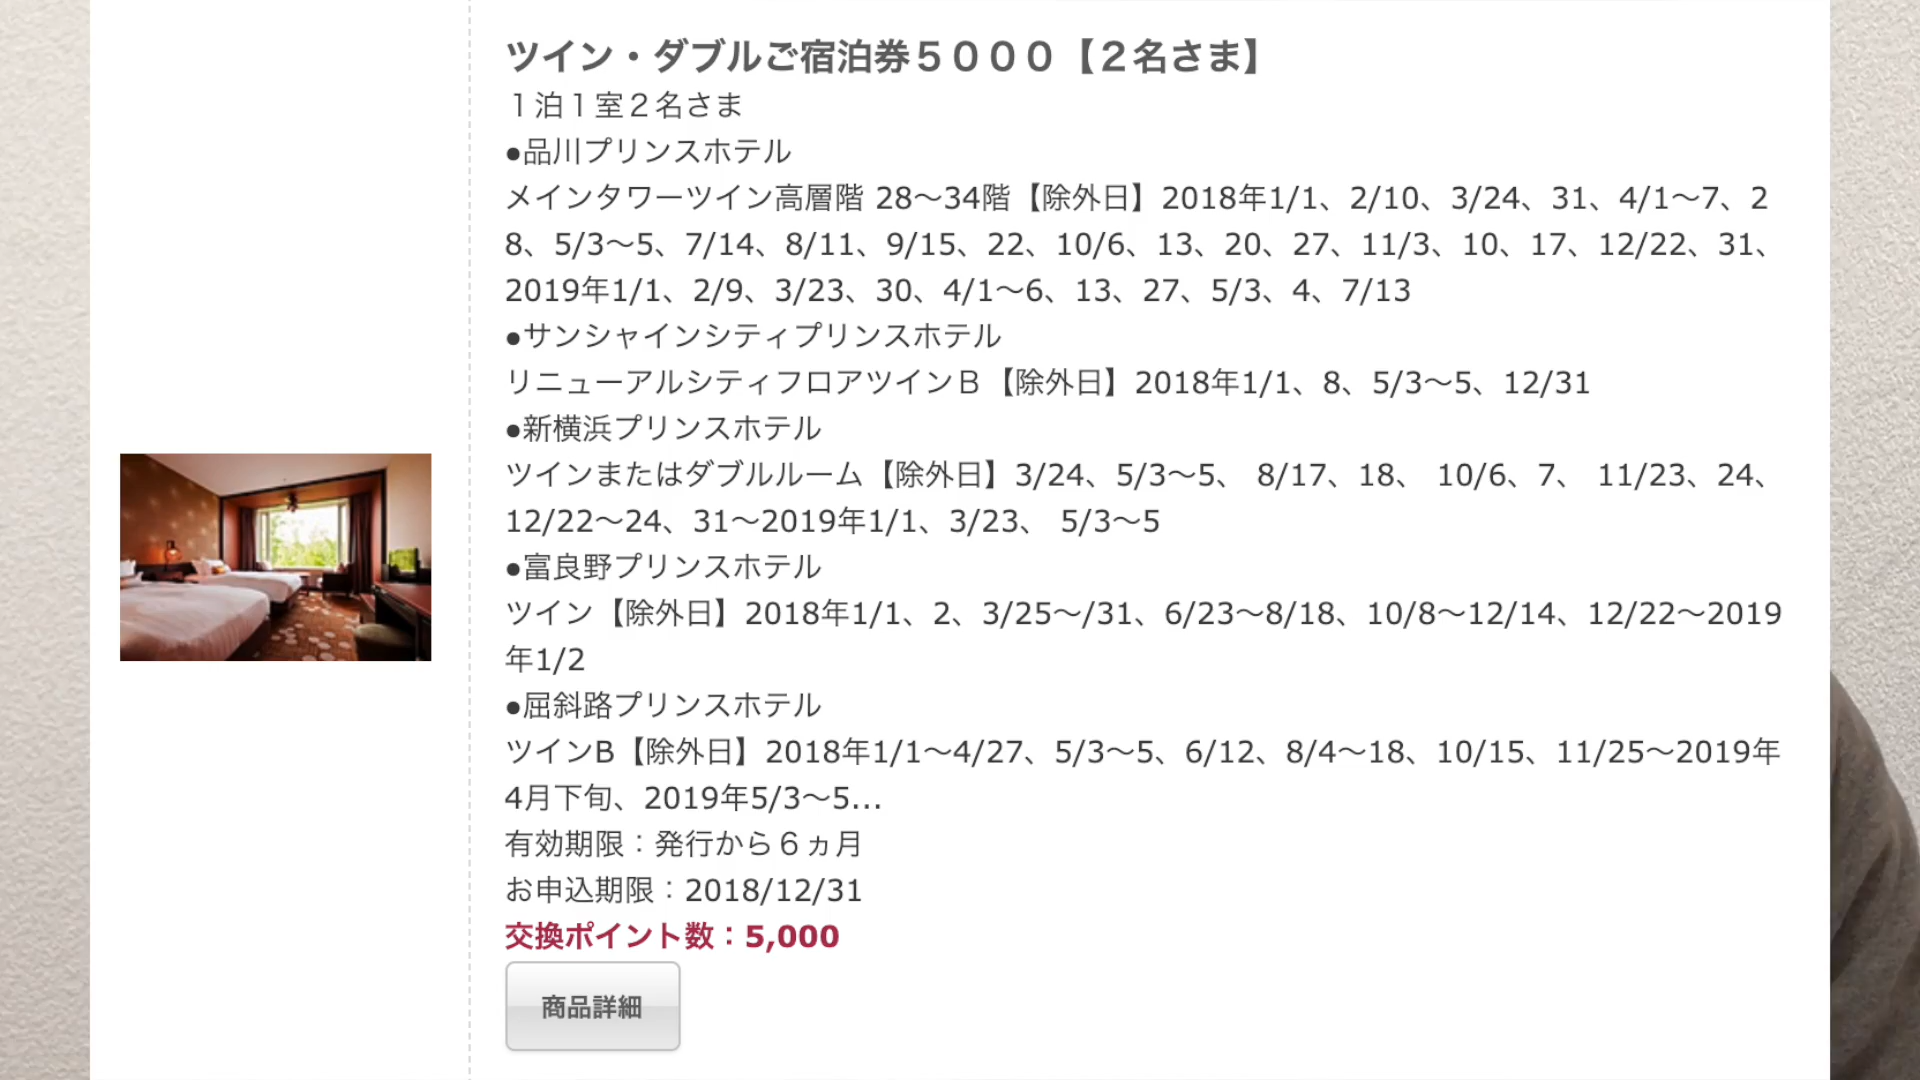 ツイン・ダブルご宿泊券５０００【２名さま】
１泊１室２名さま
●品川プリンスホテル
メインタワーツイン高層階 28～34階【除外日】2018年1/1、2/10、3/24、31、4/1～7、2
8、5/3～5、7/14、8/11、9/15、22、10/6、13、20、27、11/3、10、17、12/22、31、
2019年1/1、2/9、3/23、30、4/1～6、13、27、5/3、4、7/13
●サンシャインシティプリンスホテル
リニューアルシティフロアツインＢ【除外日】2018年1/1、8、5/3～5、12/31
●新横浜プリンスホテル
ツインまたはダブルルーム【除外日】3/24、5/3～5、 8/17、18、 10/6、7、 11/23、24、
12/22～24、31～2019年1/1、3/23、 5/3～5
●富良野プリンスホテル
ツイン【除外日】2018年1/1、2、3/25～/31、6/23～8/18、10/8～12/14、12/22～2019
年1/2
●屈斜路プリンスホテル
ツインB【除外日】2018年1/1～4/27、5/3～5、6/12、8/4～18、10/15、11/25～2019年
4月下旬、2019年5/3～5...
有効期限：発行から６ヵ月
お申込期限：2018/12/31
交換ポイント数：5,000
商品詳細